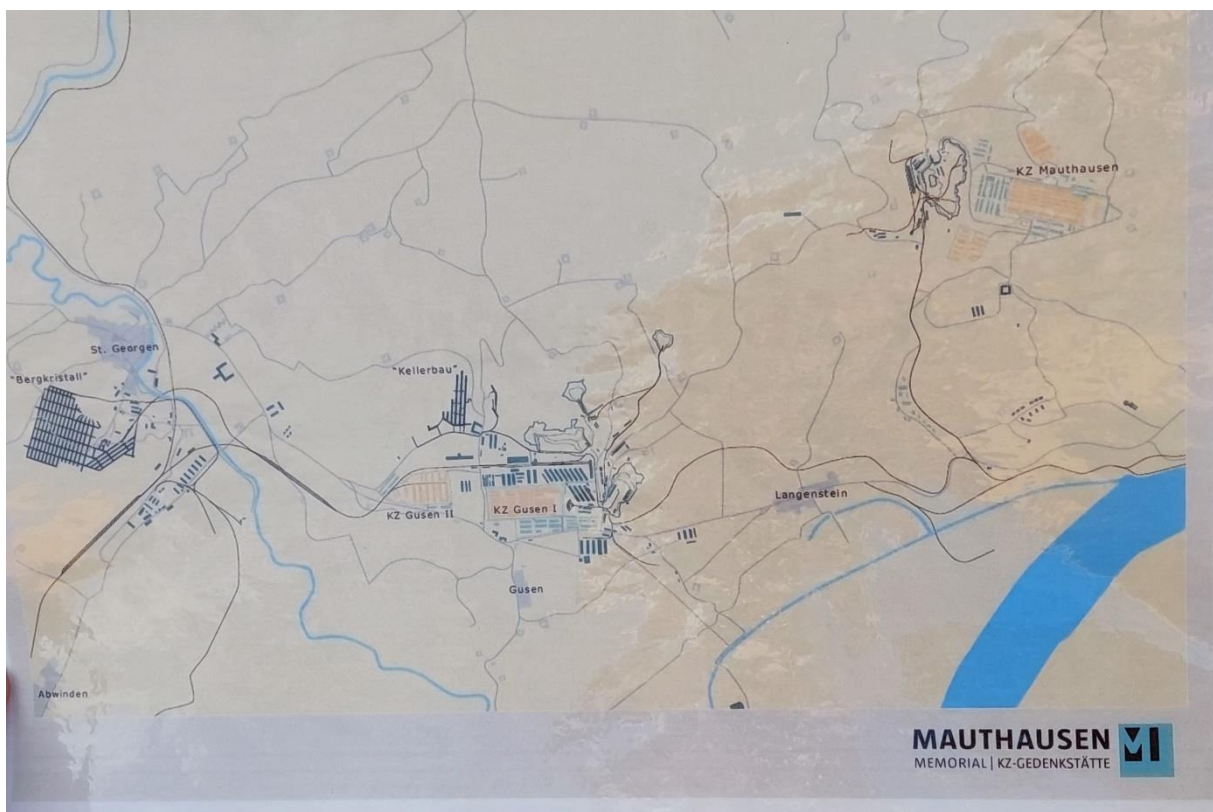 KZ Mauthausen
St. Georgen
"Bergkristall"
"Kellerbau"
Langenstein
KZ Gusen II
KZ Gusen I
Gusen
Abwinden
MAUTHAUSEN
MEMORIAL | KZ-GEDENKSTÄTTE